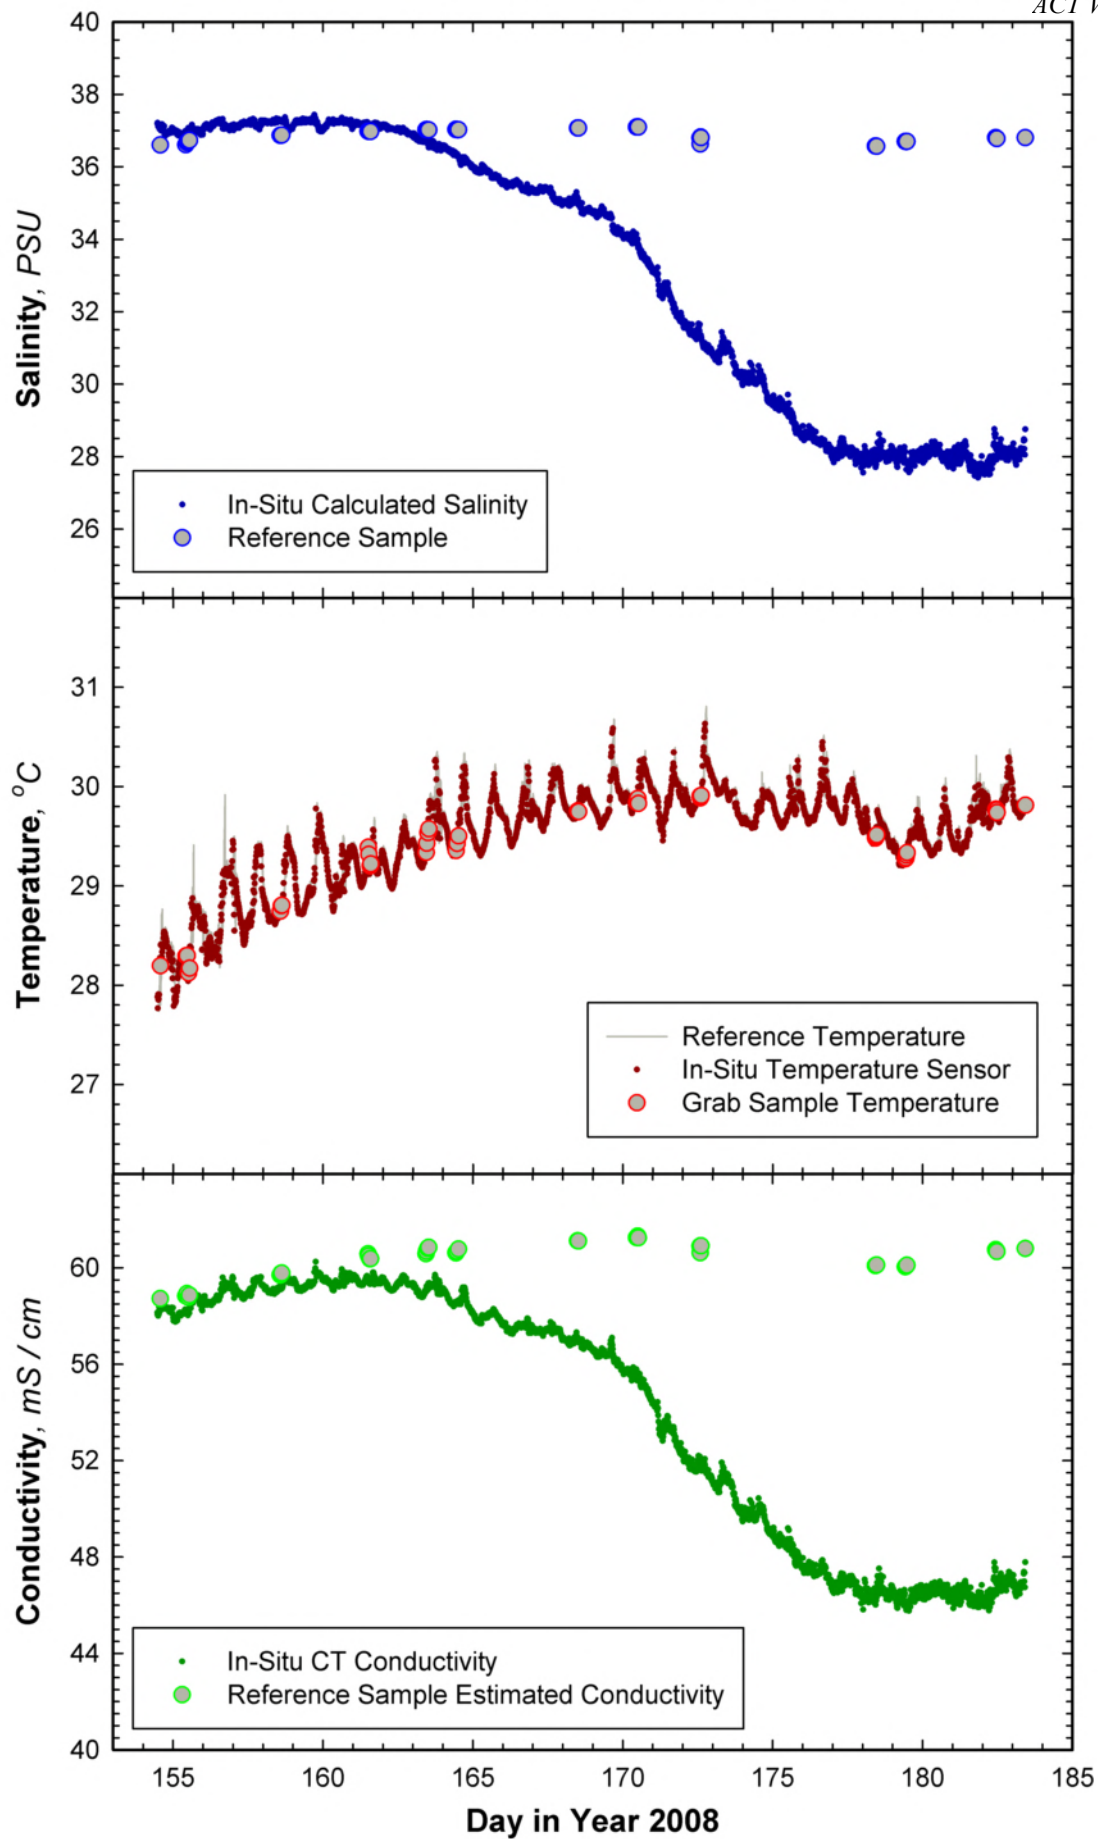 ACT V
40
38
36
34
32
30
28
26
Salinity, PSU
In-Situ Calculated Salinity
Reference Sample
31
30
29
28
27
Temperature, °C
Reference Temperature
In-Situ Temperature Sensor
Grab Sample Temperature
60
56
52
48
44
40
Conductivity, mS / cm
In-Situ CT Conductivity
Reference Sample Estimated Conductivity
155 160 165 170 175 180 185
Day in Year 2008